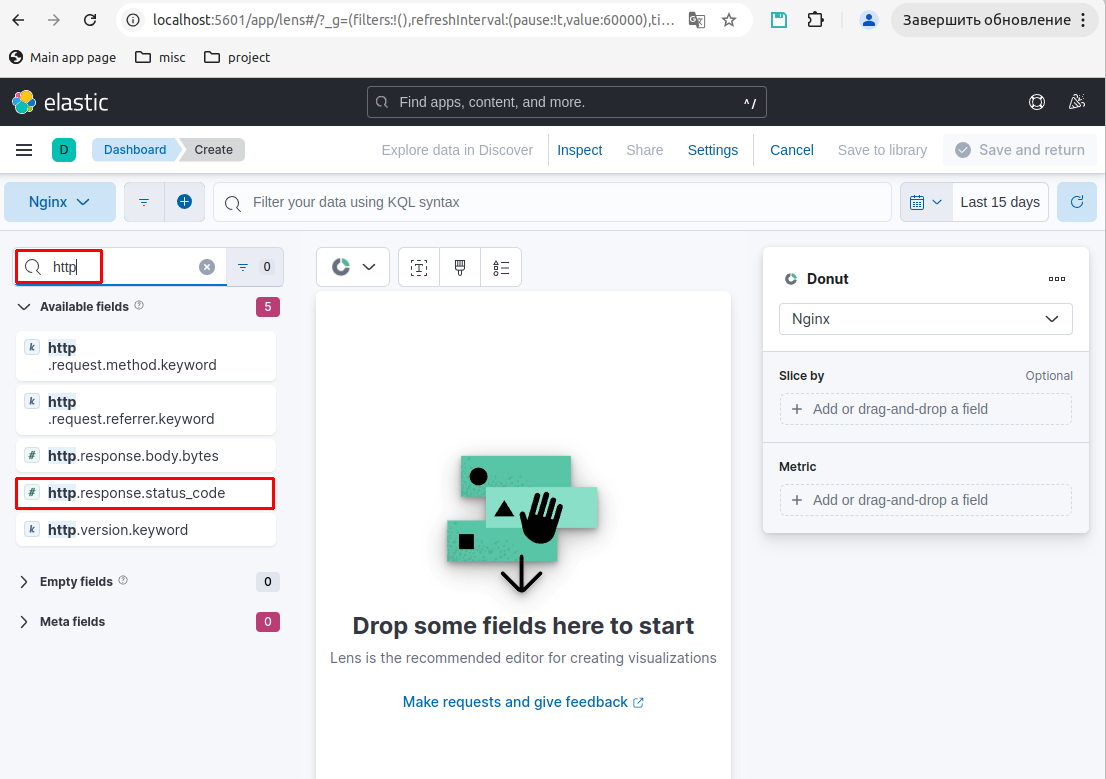 localhost:5601/app/lens#/?_g=(filters:!(),refreshInterval:(pause:!t,value:60000),ti...
Завершить обновление
Main app page
misc
project
elastic
Find apps, content, and more.
^/
D
Dashboard
Create
Explore data in Discover
Inspect
Share
Settings
Cancel
Save to library
Save and return
Nginx
Filter your data using KQL syntax
Last 15 days
http
0
Available fields
5
k
http
.request.method.keyword
k
http
.request.referrer.keyword
# http.response.body.bytes
# http.response.status_code
k http.version.keyword
Empty fields
0
Meta fields
0
Drop some fields here to start
Lens is the recommended editor for creating visualizations
Make requests and give feedback
Donut
Nginx
Slice by
Optional
Add or drag-and-drop a field
Metric
Add or drag-and-drop a field